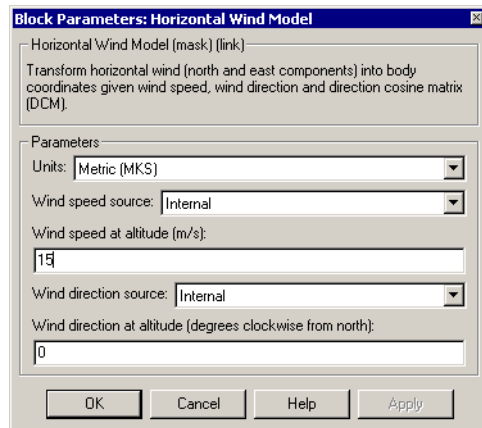 Block Parameters: Horizontal Wind Model
Horizontal Wind Model (mask) (link)
Transform horizontal wind (north and east components) into body
coordinates given wind speed, wind direction and direction cosine matrix
(DCM).
Parameters
Units: Metric (MKS)
Wind speed source: Internal
Wind speed at altitude (m/s):
15
Wind direction source: Internal
Wind direction at altitude (degrees clockwise from north):
0
OK Cancel Help Apply